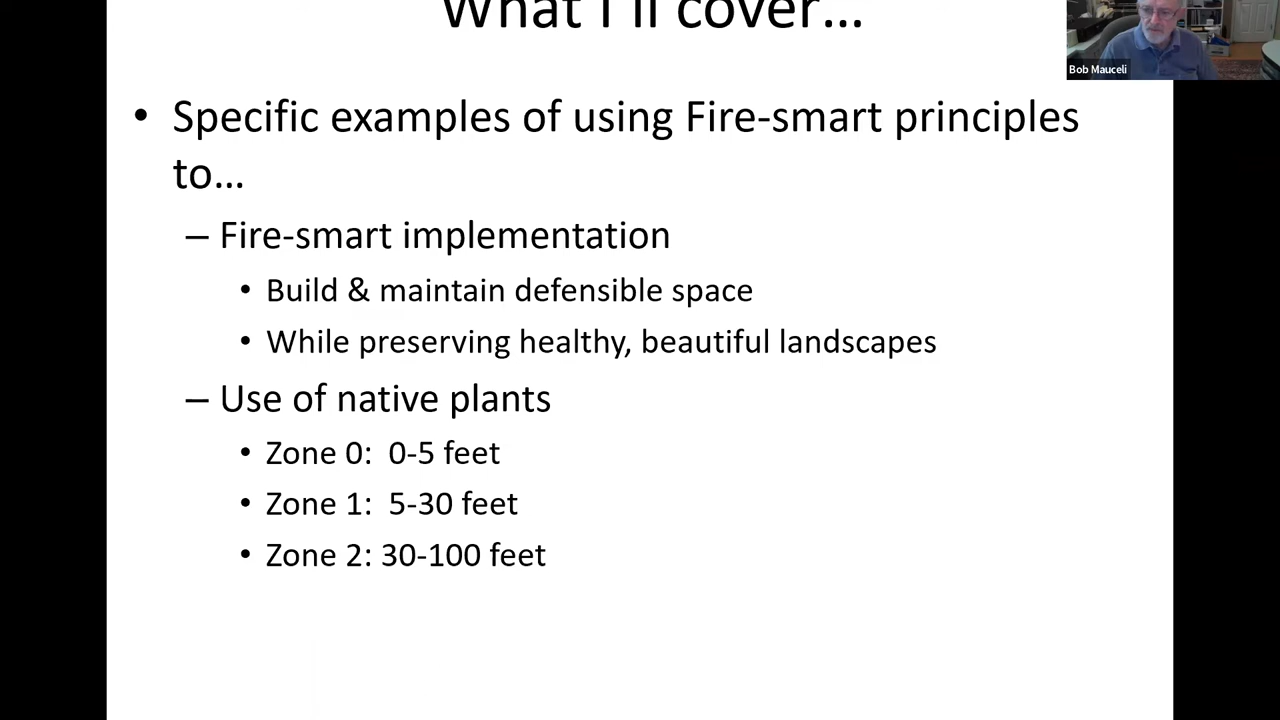 What I'll cover…
Bob Mauceli
• Specific examples of using Fire-smart principles
to…
– Fire-smart implementation
• Build & maintain defensible space
• While preserving healthy, beautiful landscapes
– Use of native plants
• Zone 0:  0-5 feet
• Zone 1:  5-30 feet
• Zone 2: 30-100 feet